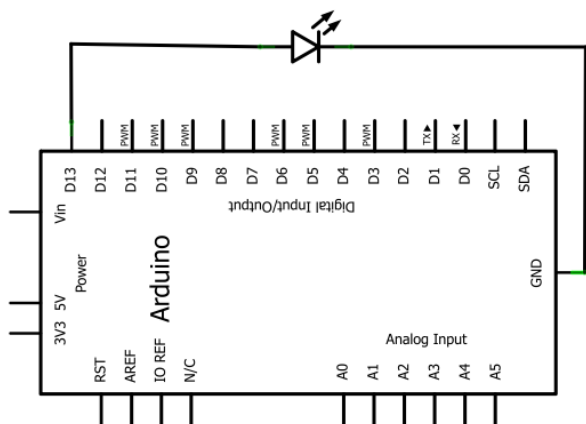 PWM
PWM
PWM
PWM
PWM
PWM
TX▶
RX◀
D13
D12
D11
D10
D9
D8
D7
D6
D5
D4
D3
D2
D1
D0
SCL
SDA
Digital Input/Output
Vin
Power
5V
3V3
Arduino
GND
Analog Input
RST
AREF
IO REF
N/C
A0
A1
A2
A3
A4
A5